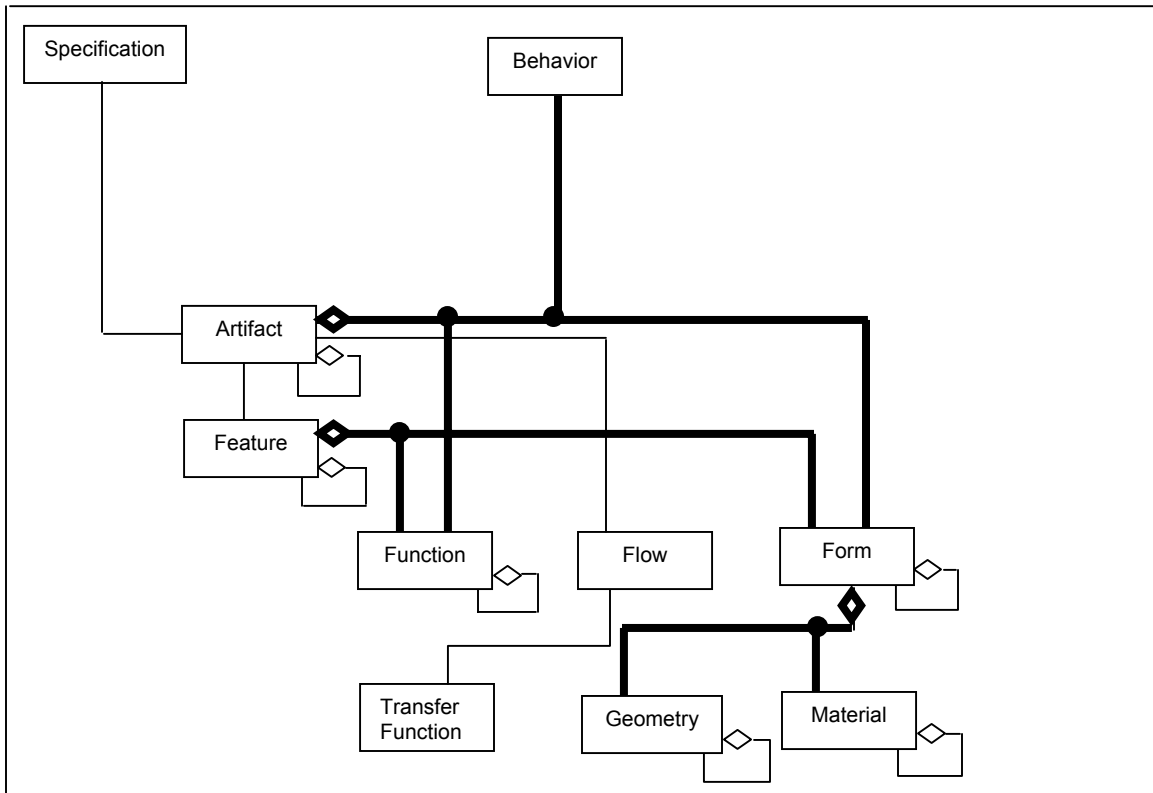 Specification
Behavior
Artifact
Feature
Function
Flow
Form
Transfer
Function
Geometry
Material